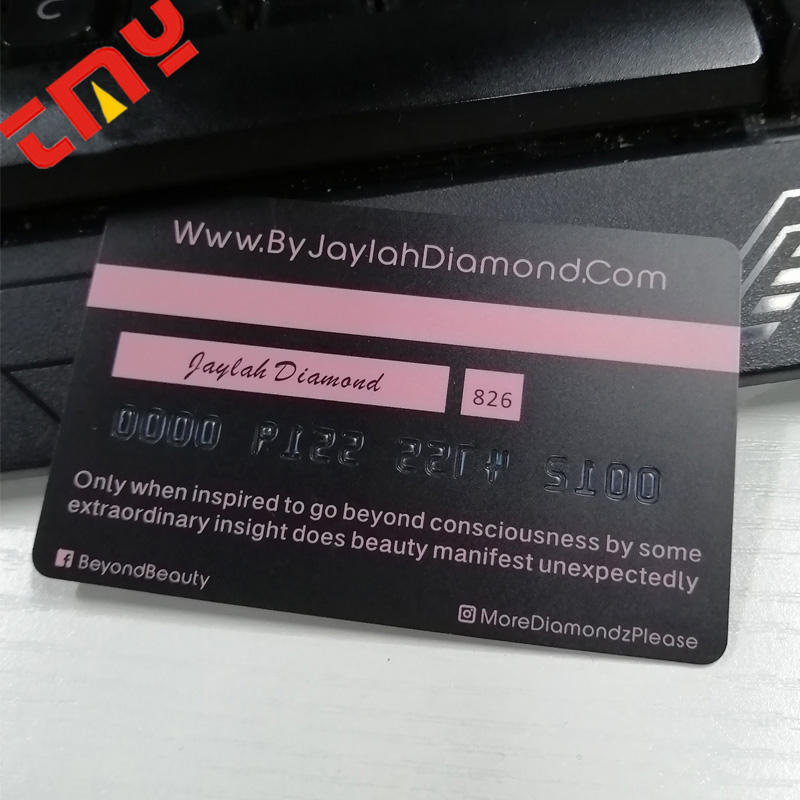 C
TMY
Www.ByJaylahDiamond.Com
Jaylah Diamond
826
Only when inspired to go beyond consciousness by some
extraordinary insight does beauty manifest unexpectedly
BeyondBeauty
MoreDiamondzPlease